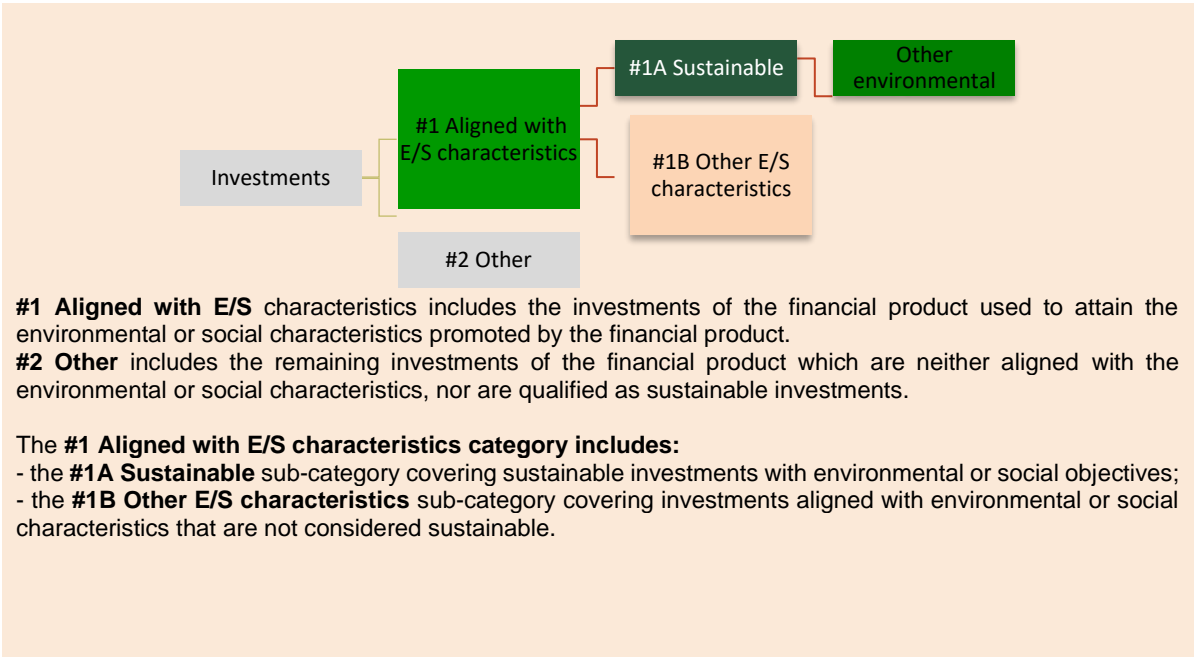 #1A Sustainable
Other
environmental
#1 Aligned with
E/S characteristics
#1B Other E/S
characteristics
Investments
#2 Other
#1 Aligned with E/S characteristics includes the investments of the financial product used to attain the
environmental or social characteristics promoted by the financial product.
#2 Other includes the remaining investments of the financial product which are neither aligned with the
environmental or social characteristics, nor are qualified as sustainable investments.
The #1 Aligned with E/S characteristics category includes:
- the #1A Sustainable sub-category covering sustainable investments with environmental or social objectives;
- the #1B Other E/S characteristics sub-category covering investments aligned with environmental or social
characteristics that are not considered sustainable.